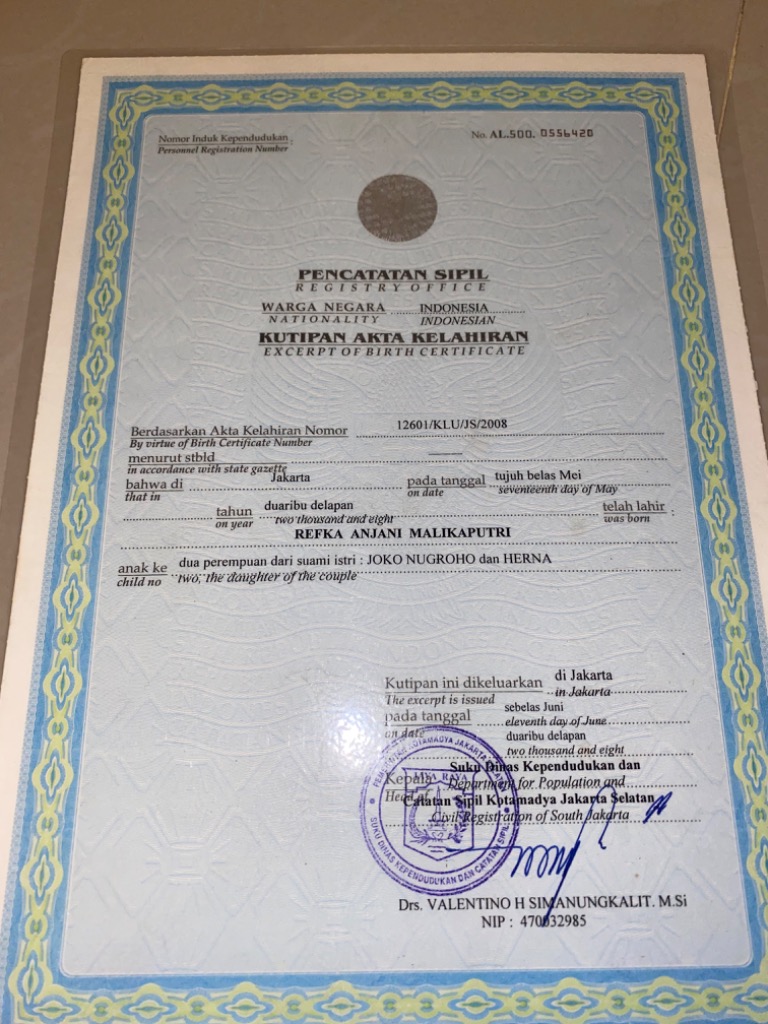 Nomor Induk Kependudukan :
Personnel Registration Number
No. AL.500. 0556420
PENCATATAN SIPIL
REGISTRY OFFICE
WARGA NEGARA INDONESIA
NATIONALITY INDONESIAN
KUTIPAN AKTA KELAHIRAN
EXCERPT OF BIRTH CERTIFICATE
Berdasarkan Akta Kelahiran Nomor 12601/KLU/JS/2008
By virtue of Birth Certificate Number
menurut stbld
in accordance with state gazette
bahwa di Jakarta pada tanggal tujuh belas Mei
that in on date seventeenth day of May
tahun duaribu delapan telah lahir :
on year two thousand and eight was born
REFKA ANJANI MALIKAPUTRI
anak ke dua perempuan dari suami istri : JOKO NUGROHO dan HERNA
child no two, the daughter of the couple
Kutipan ini dikeluarkan di Jakarta
The excerpt is issued in Jakarta
pada tanggal sebelas Juni
on date eleventh day of June
duaribu delapan
two thousand and eight
Suku Dinas Kependudukan dan
Kepala Department for Population and
Head of Catatan Sipil Kotamadya Jakarta Selatan
Civil Registration of South Jakarta
KOTAMADYA JAKARTA
JAYA RAYA
SUKU DINAS KEPENDUDUKAN DAN CATATAN SIPIL
Drs. VALENTINO H SIMANUNGKALIT. M.Si
NIP : 470032985